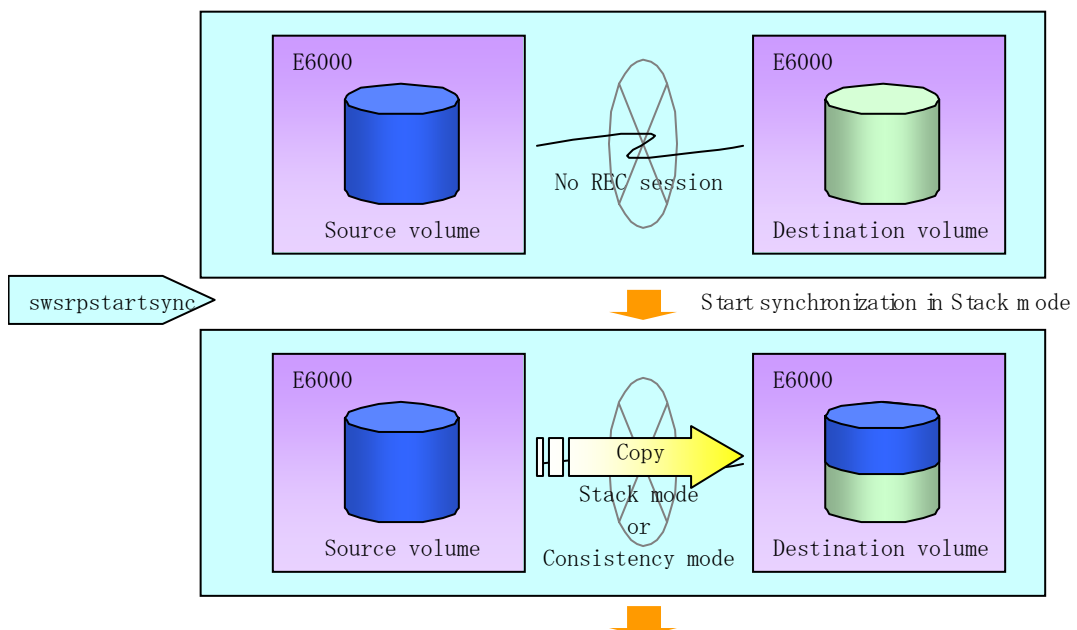 E6000
E6000
No REC session
Source volume
Destination volume
swsrpstartsync
Start synchronization in Stack mode
E6000
E6000
Copy
Stack mode
or
Consistency mode
Source volume
Destination volume